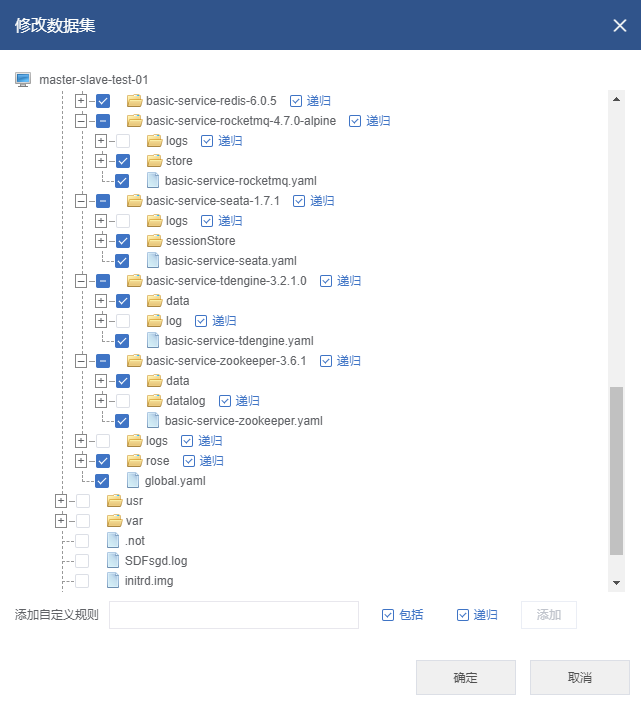 修改数据集
master-slave-test-01
basic-service-redis-6.0.5 递归
basic-service-rocketmq-4.7.0-alpine 递归
logs 递归
store
basic-service-rocketmq.yaml
basic-service-seata-1.7.1 递归
logs 递归
sessionStore
basic-service-seata.yaml
basic-service-tdengine-3.2.1.0 递归
data
log 递归
basic-service-tdengine.yaml
basic-service-zookeeper-3.6.1 递归
data
datalog 递归
basic-service-zookeeper.yaml
logs 递归
rose 递归
global.yaml
usr
var
.not
SDFsgd.log
initrd.img
添加自定义规则 包括 递归 添加
确定 取消